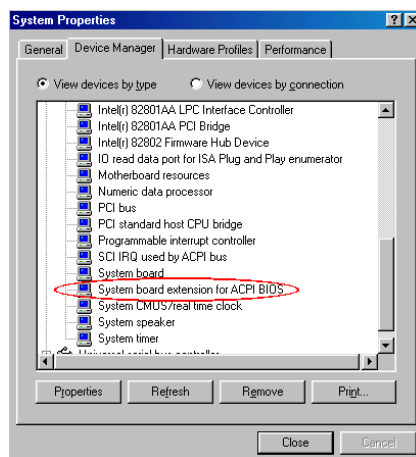 System Properties
General Device Manager Hardware Profiles Performance
View devices by type View devices by connection
Intel(r) 82801AA LPC Interface Controller
Intel(r) 82801AA PCI Bridge
Intel(r) 82802 Firmware Hub Device
IO read data port for ISA Plug and Play enumerator
Motherboard resources
Numeric data processor
PCI bus
PCI standard host CPU bridge
Programmable interrupt controller
SCI IRQ used by ACPI bus
System board
System board extension for ACPI BIOS
System CMOS/real time clock
System speaker
System timer
Universal serial bus controller
Properties Refresh Remove Print...
Close Cancel